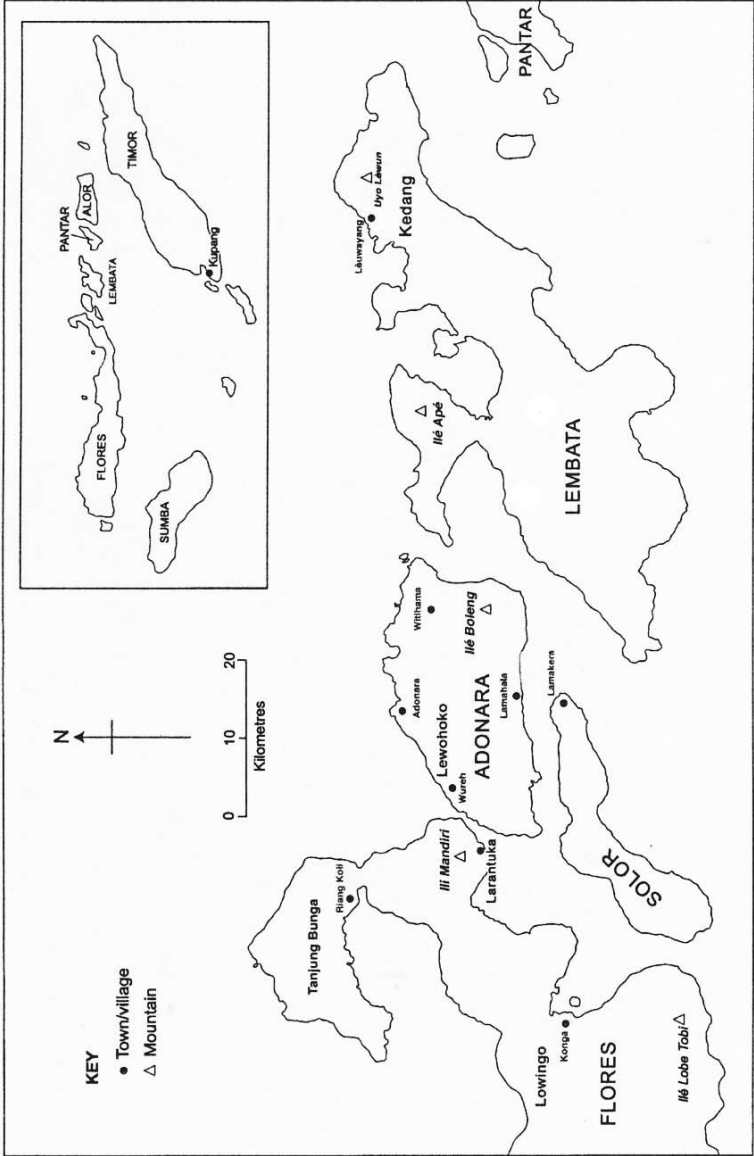 KEY
Town/village
Mountain
N
0 10 20
Kilometres
FLORES
LEMBATA
PANTAR
ALOR
TIMOR
SUMBA
Kupang
Tanjung Bunga
Riang Koli
Ili Mandiri
Larantuka
Lowingo
Konga
FLORES
Ilé Lobe Tobi
Adonara
Witihama
Lewohoko
Wureh
ADONARA
Ilé Boleng
Lamahala
Lamakera
SOLOR
Ilé Apé
LEMBATA
Léuwayang
Uyo Léwun
Kedang
PANTAR